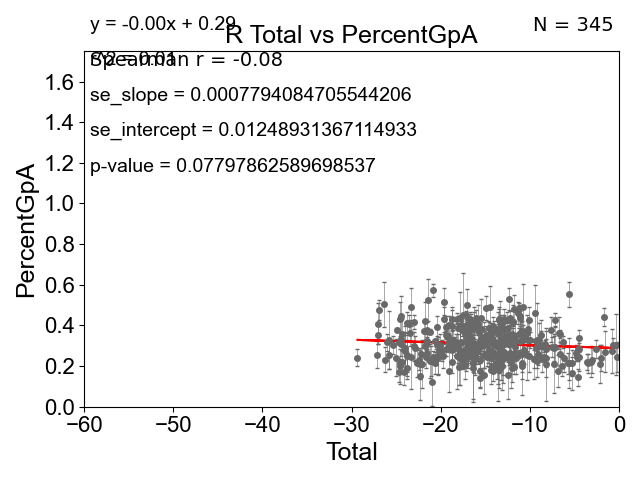 y = -0.00x + 0.29
R Total vs PercentGpA
N = 345
Spearman r = -0.08
se_slope = 0.0007794084705544206
se_intercept = 0.01248931367114933
p-value = 0.07797862589698537
PercentGpA
1.6
1.4
1.2
1.0
0.8
0.6
0.4
0.2
0.0
−60
−50
−40
−30
−20
−10
0
Total